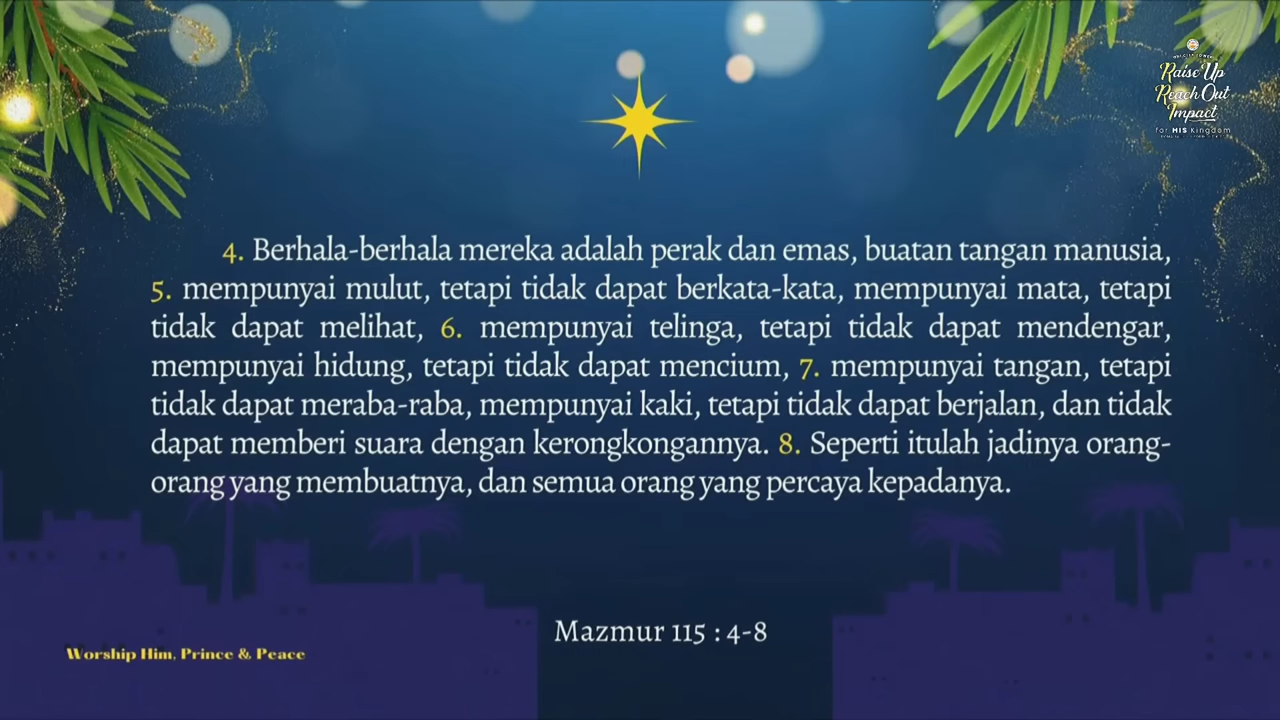 Raise Up
Reach Out
Impact
for HIS Kingdom
4. Berhala-berhala mereka adalah perak dan emas, buatan tangan manusia,
5. mempunyai mulut, tetapi tidak dapat berkata-kata, mempunyai mata, tetapi
tidak dapat melihat, 6. mempunyai telinga, tetapi tidak dapat mendengar,
mempunyai hidung, tetapi tidak dapat mencium, 7. mempunyai tangan, tetapi
tidak dapat meraba-raba, mempunyai kaki, tetapi tidak dapat berjalan, dan tidak
dapat memberi suara dengan kerongkongannya. 8. Seperti itulah jadinya orang-
orang yang membuatnya, dan semua orang yang percaya kepadanya.
Mazmur 115 : 4-8
Worship Him, Prince & Peace